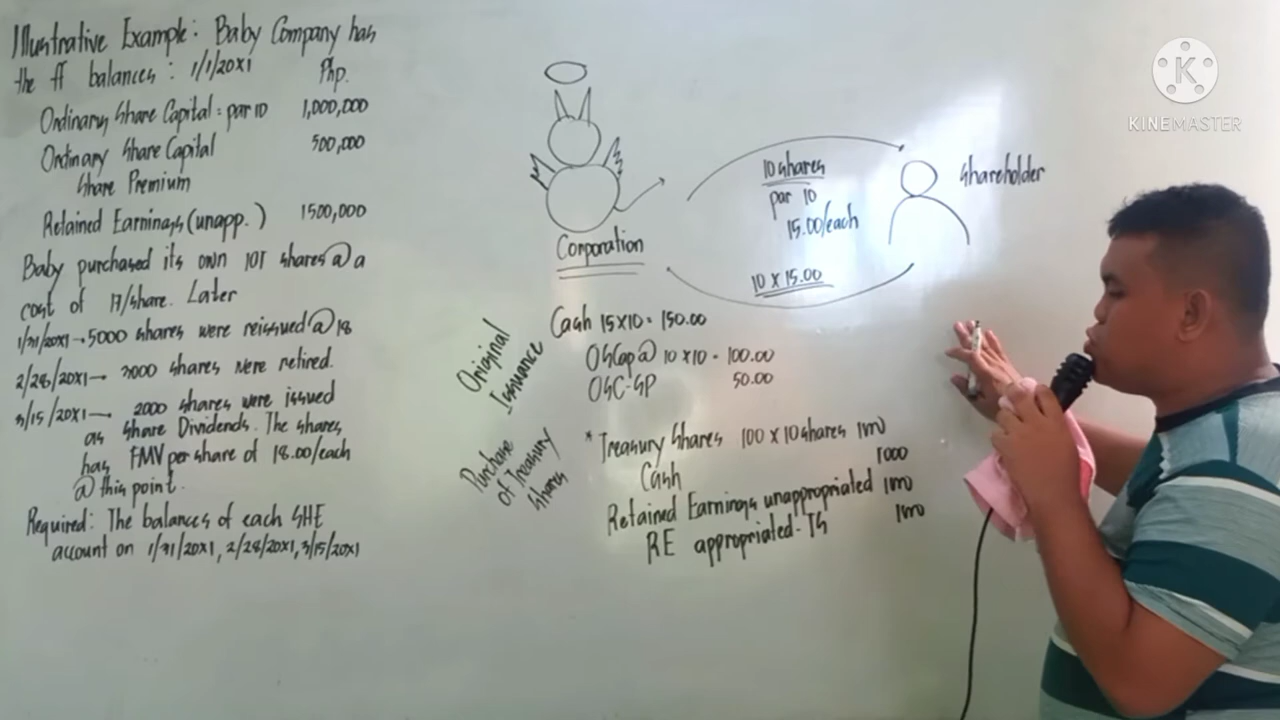 Illustrative Example: Baby Company has
the ff balances: 1/1/20x1 Php.
Ordinary Share Capital: par 10 1,000,000
Ordinary Share Capital 500,000
Share Premium
Retained Earnings (unapp.) 1500,000
Baby purchased its own 10T shares @ a
cost of 17/share. Later
1/31/20x1 → 5000 shares were reissued @ 18
2/28/20x1 → 3000 shares were retired.
3/15/20x1 → 2000 shares were issued
as share Dividends. The shares
has FMV per share of 18.00/each
@ this point.
Required: The balances of each SHE
account on 1/31/20x1, 2/28/20x1, 3/15/20x1
Corporation
10 shares
par 10
15.00/each
Shareholder
10 x 15.00
Original
Issuance
Cash 15x10 = 150.00
OSCap @ 10 x 10 = 100.00
OSC-SP 50.00
Purchase
of Treasury
Shares
* Treasury Shares 100 x 10 shares 1000
Cash 1000
Retained Earnings unappropriated 1000
RE appropriated - TS 1000
K
KINEMASTER